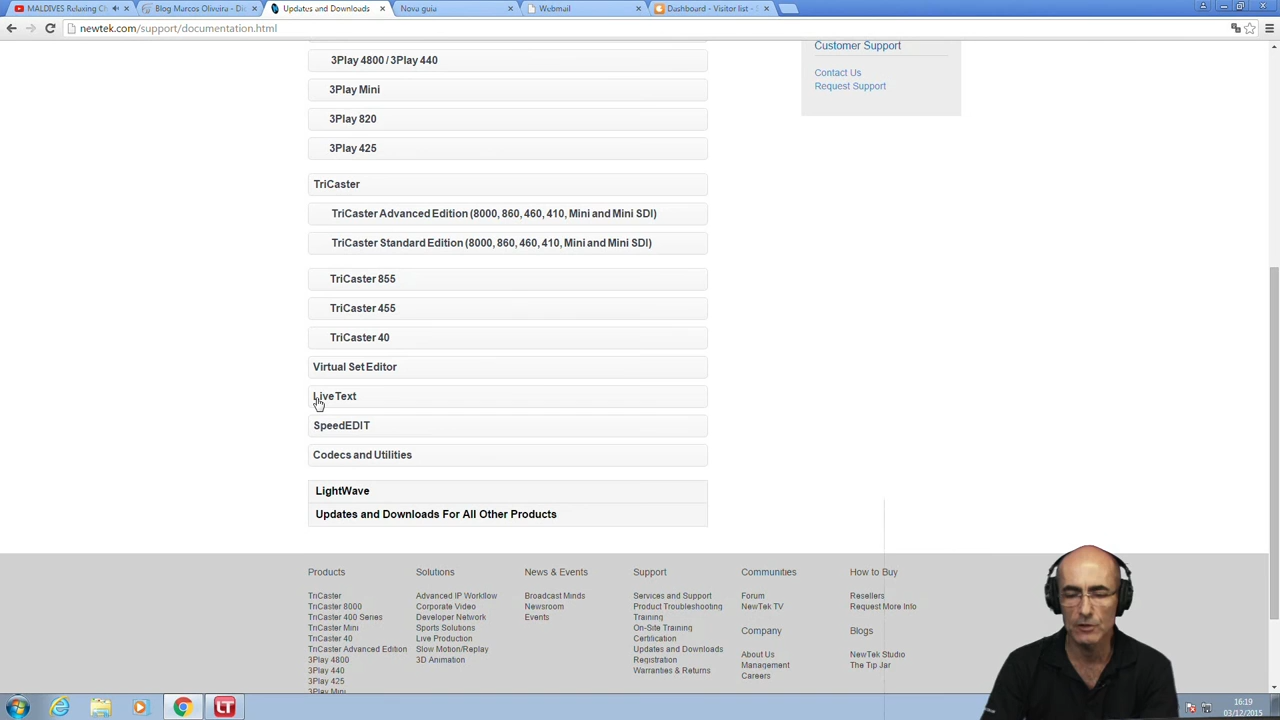 MALDIVES Relaxing Ch
Blog Marcos Oliveira - Di
Updates and Downloads
Nova guia
Webmail
Dashboard - Visitor list - S
newtek.com/support/documentation.html
Customer Support
Contact Us
Request Support
3Play 4800 / 3Play 440
3Play Mini
3Play 820
3Play 425
TriCaster
TriCaster Advanced Edition (8000, 860, 460, 410, Mini and Mini SDI)
TriCaster Standard Edition (8000, 860, 460, 410, Mini and Mini SDI)
TriCaster 855
TriCaster 455
TriCaster 40
Virtual Set Editor
LiveText
SpeedEDIT
Codecs and Utilities
LightWave
Updates and Downloads For All Other Products
Products
TriCaster
TriCaster 8000
TriCaster 400 Series
TriCaster Mini
TriCaster 40
TriCaster Advanced Edition
3Play 4800
3Play 440
3Play 425
3Play Mini
Solutions
Advanced IP Workflow
Corporate Video
Developer Network
Sports Solutions
Live Production
Slow Motion/Replay
3D Animation
News & Events
Broadcast Minds
Newsroom
Events
Support
Services and Support
Product Troubleshooting
Training
On-Site Training
Certification
Updates and Downloads
Registration
Warranties & Returns
Communities
Forum
NewTek TV
Company
About Us
Management
Careers
How to Buy
Resellers
Request More Info
Blogs
NewTek Studio
The Tip Jar
LT
16:19
03/12/2015